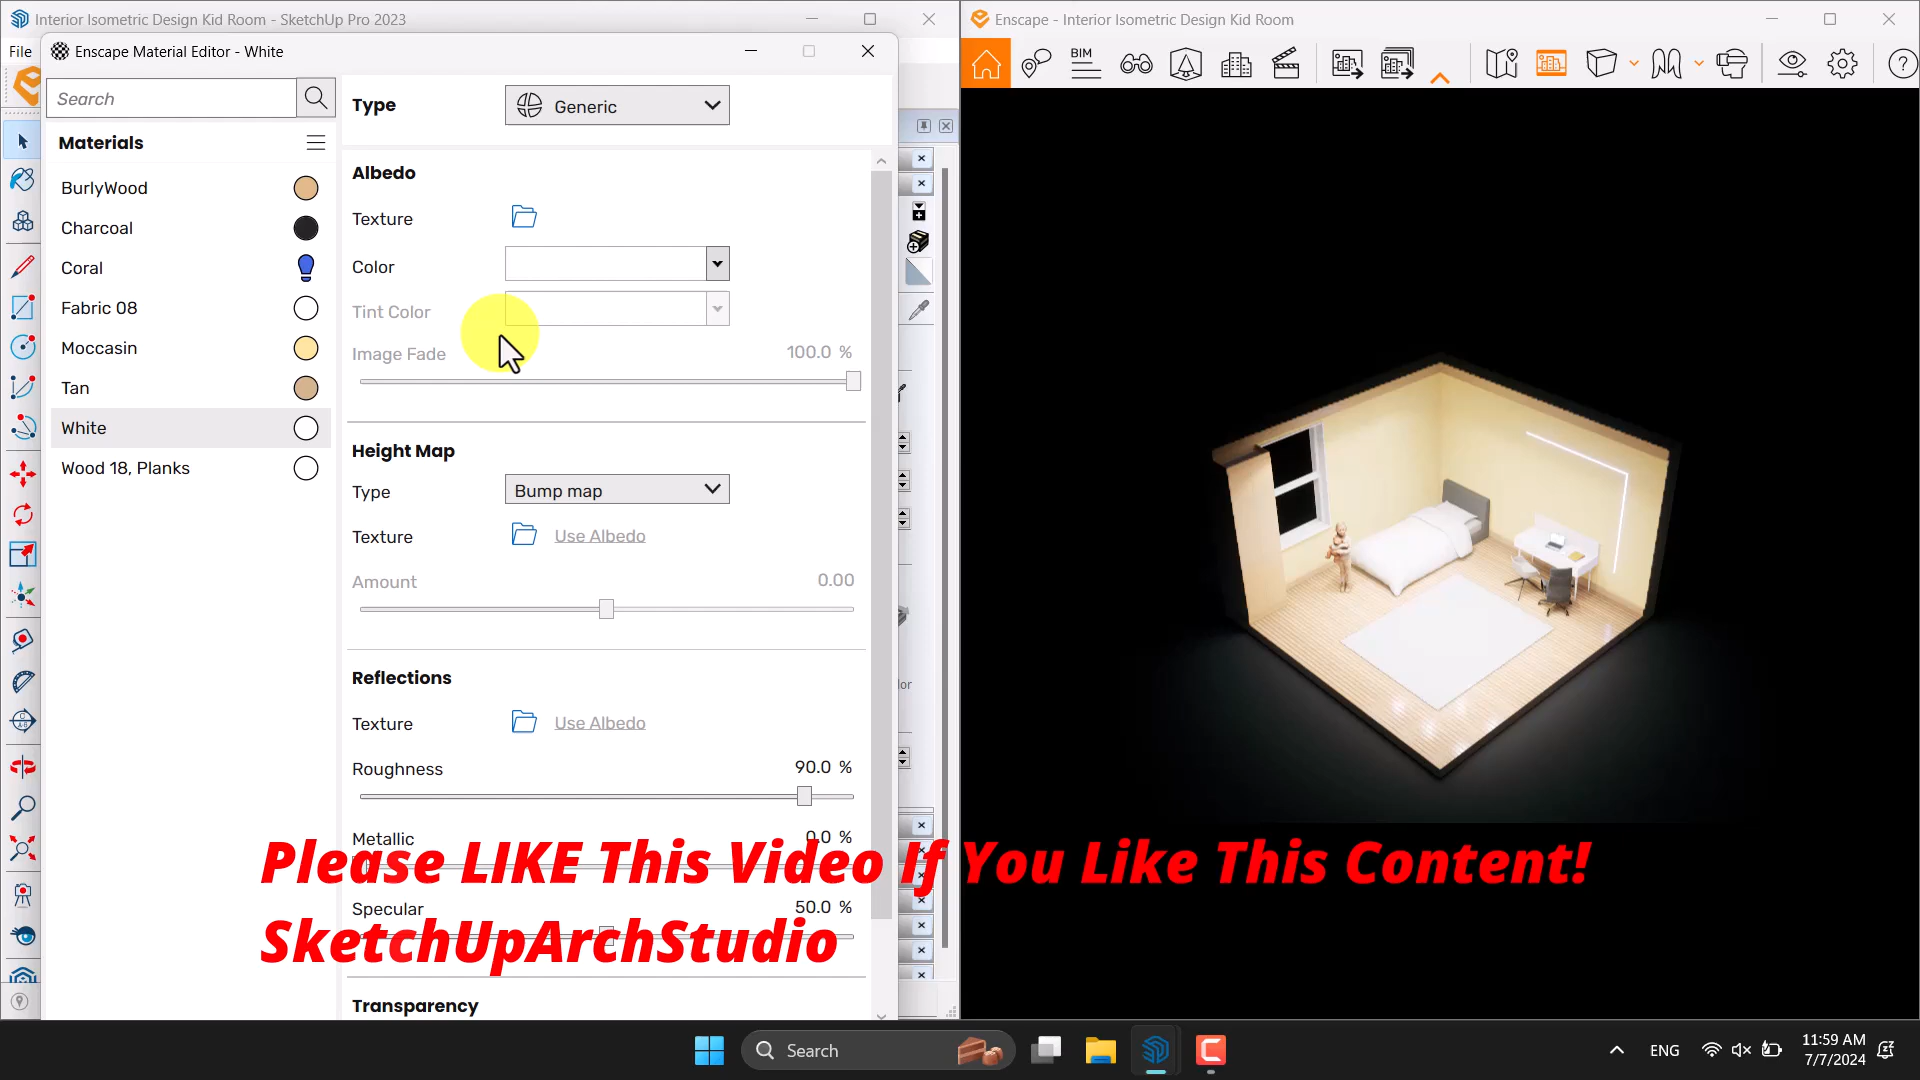 Interior Isometric Design Kid Room - SketchUp Pro 2023
Enscape - Interior Isometric Design Kid Room
File
Enscape Material Editor - White
BIM
Search
Type
Generic
Materials
Albedo
BurlyWood
Texture
Charcoal
Color
Coral
Tint Color
Fabric 08
Image Fade
100.0 %
Moccasin
Tan
White
Height Map
Wood 18, Planks
Type
Bump map
Texture
Use Albedo
Amount
0.00
Reflections
Texture
Use Albedo
Roughness
90.0 %
Metallic
0.0 %
Please LIKE This Video If You Like This Content!
Specular
50.0 %
SketchUpArchStudio
Transparency
Search
ENG
11:59 AM
7/7/2024